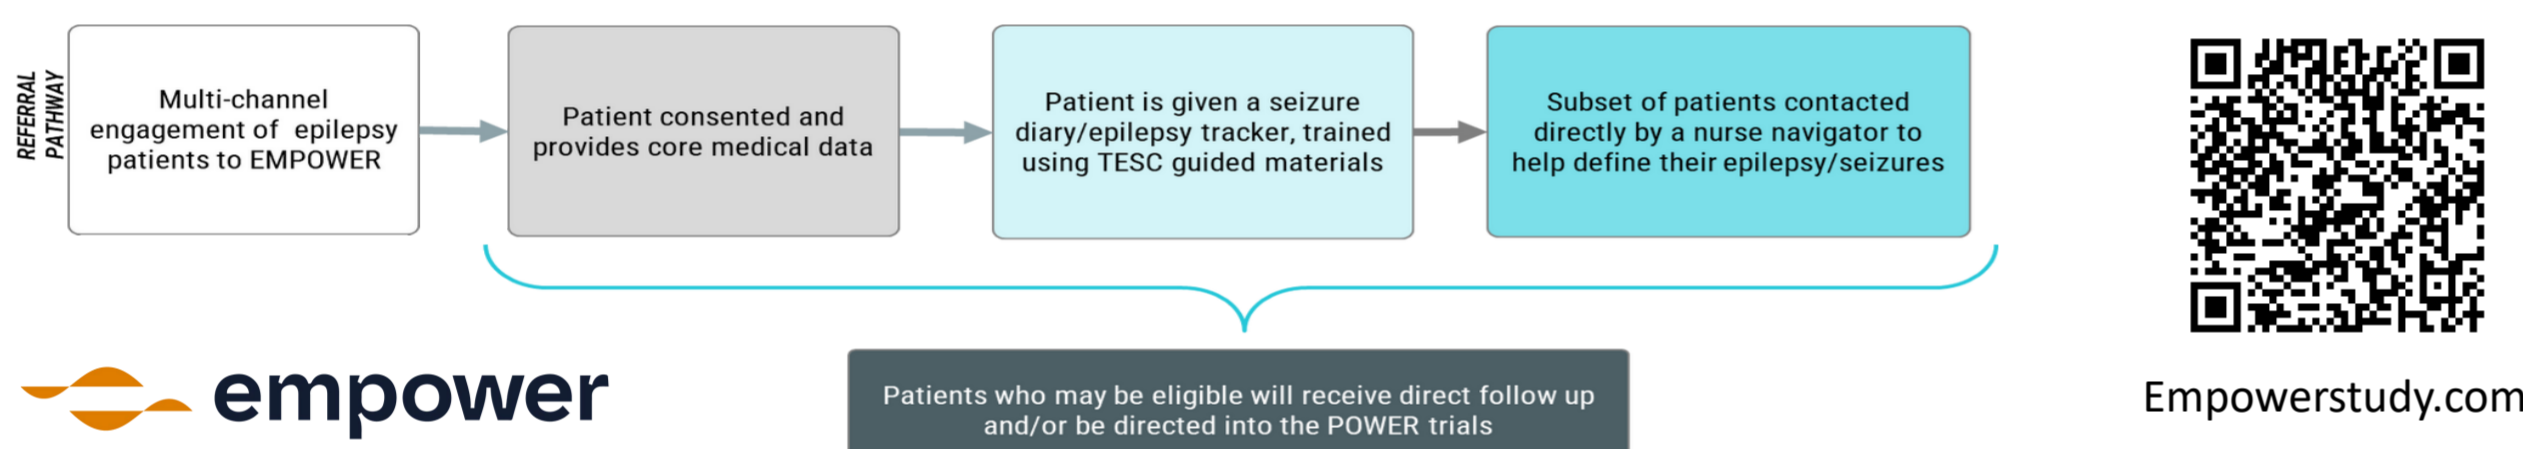 REFERRAL
PATHWAY
Multi-channel
engagement of epilepsy
patients to EMPOWER
Patient consented and
provides core medical data
Patient is given a seizure
diary/epilepsy tracker, trained
using TESC guided materials
Subset of patients contacted
directly by a nurse navigator to
help define their epilepsy/seizures
Patients who may be eligible will receive direct follow up
and/or be directed into the POWER trials
empower
Empowerstudy.com